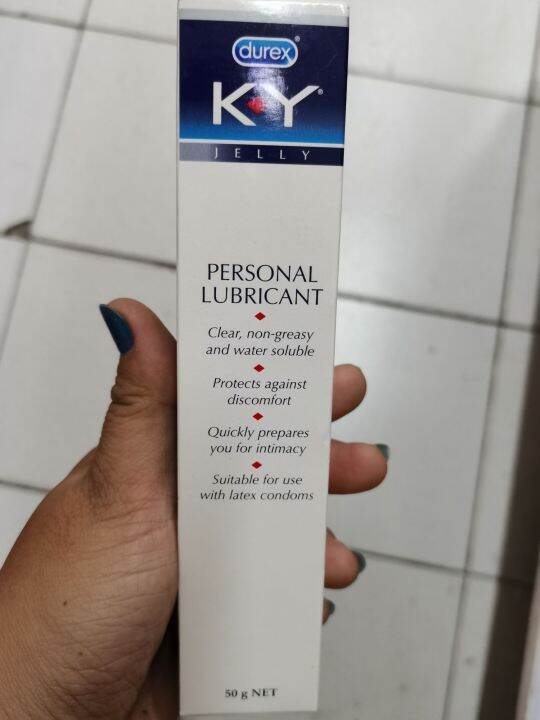 durex®
K-Y®
JELLY
PERSONAL
LUBRICANT
Clear, non-greasy
and water soluble
Protects against
discomfort
Quickly prepares
you for intimacy
Suitable for use
with latex condoms
50 g NET